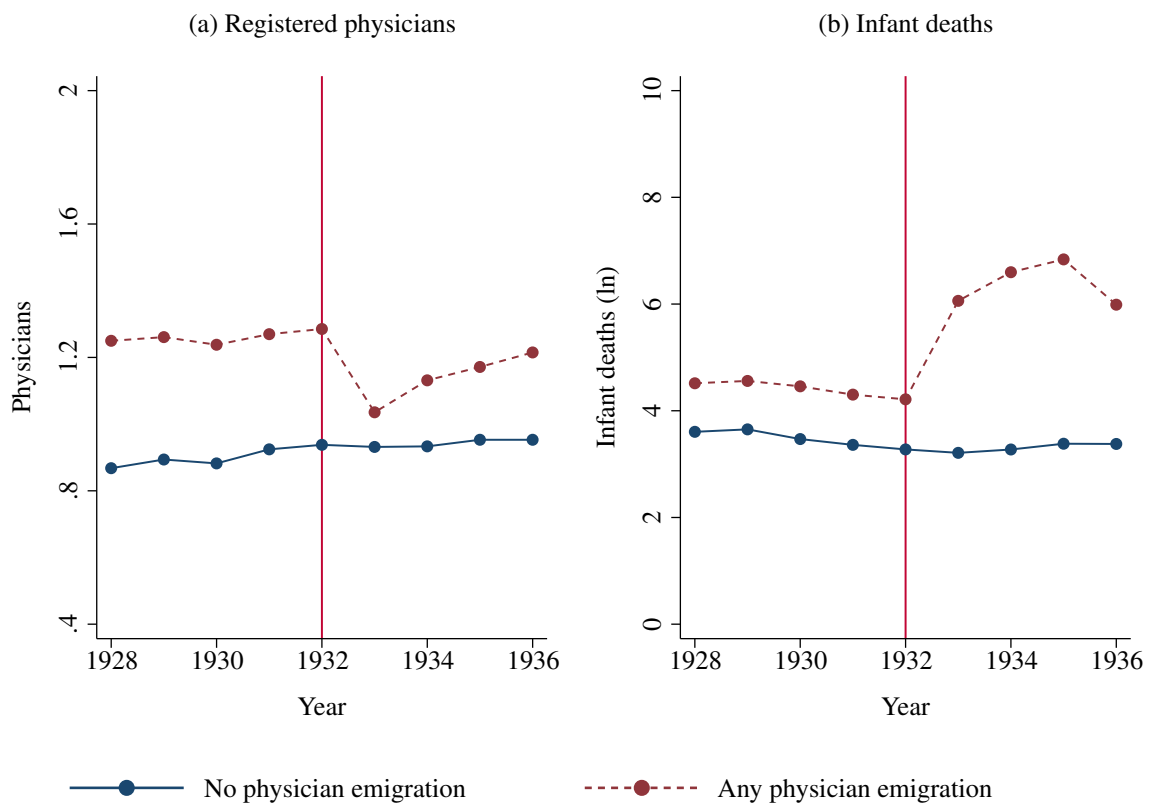 (a) Registered physicians
2
1.6
1.2
.8
.4
Physicians
1928 1930 1932 1934 1936
Year
(b) Infant deaths
10
8
6
4
2
0
Infant deaths (ln)
1928 1930 1932 1934 1936
Year
No physician emigration
Any physician emigration